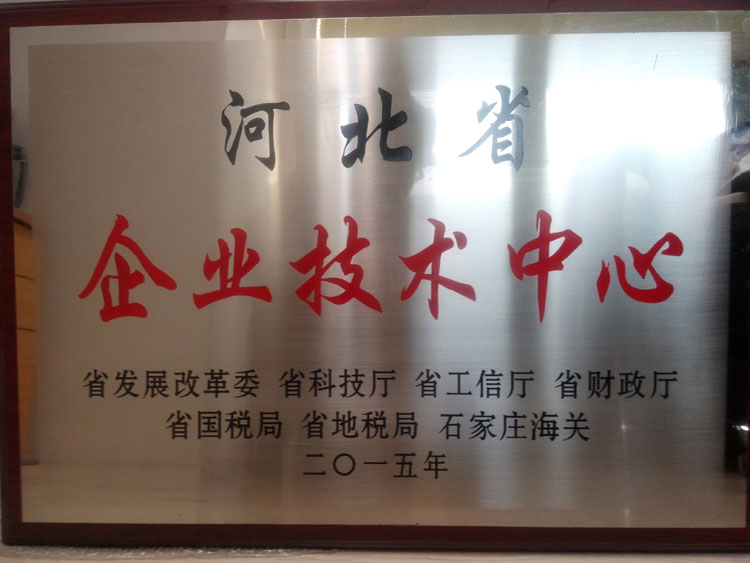 河北省
企业技术中心
省发展改革委 省科技厅 省工信厅 省财政厅
省国税局 省地税局 石家庄海关
二〇一五年